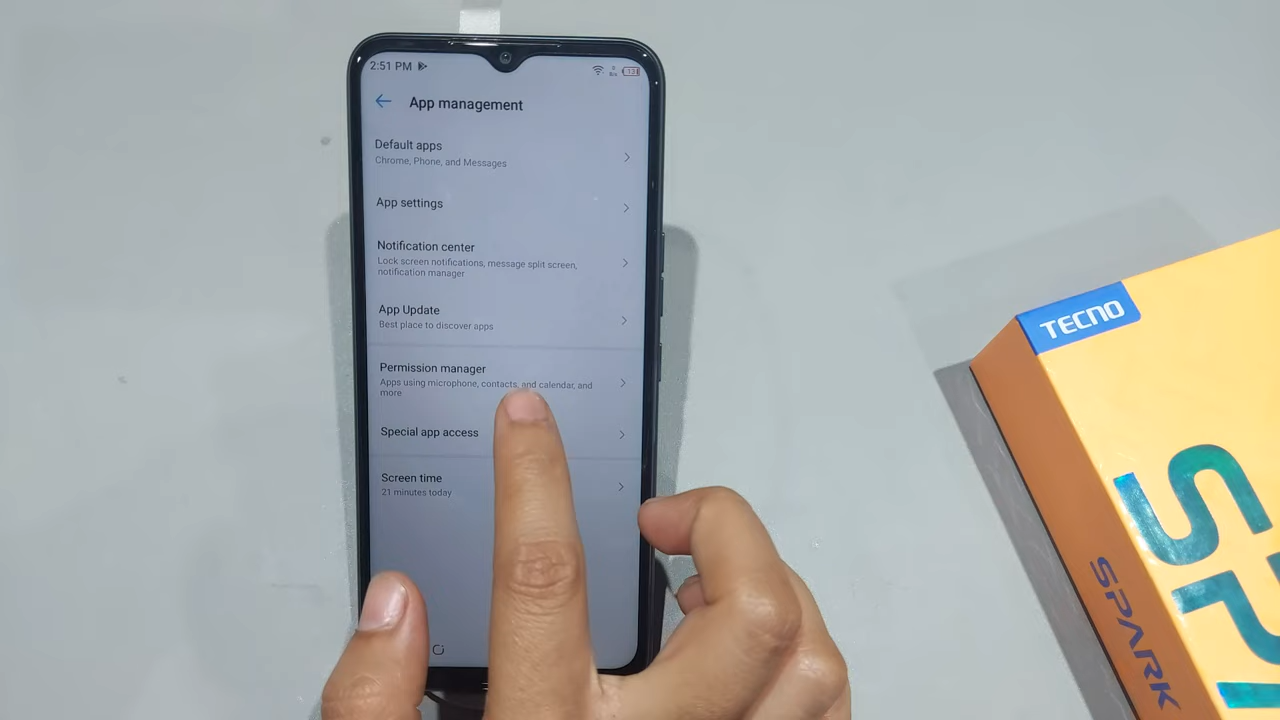 2:51 PM
13
App management
Default apps
Chrome, Phone, and Messages
App settings
Notification center
Lock screen notifications, message split screen,
notification manager
App Update
Best place to discover apps
Permission manager
Apps using microphone, contacts, and calendar, and
more
Special app access
Screen time
21 minutes today
TECNO
SPARK